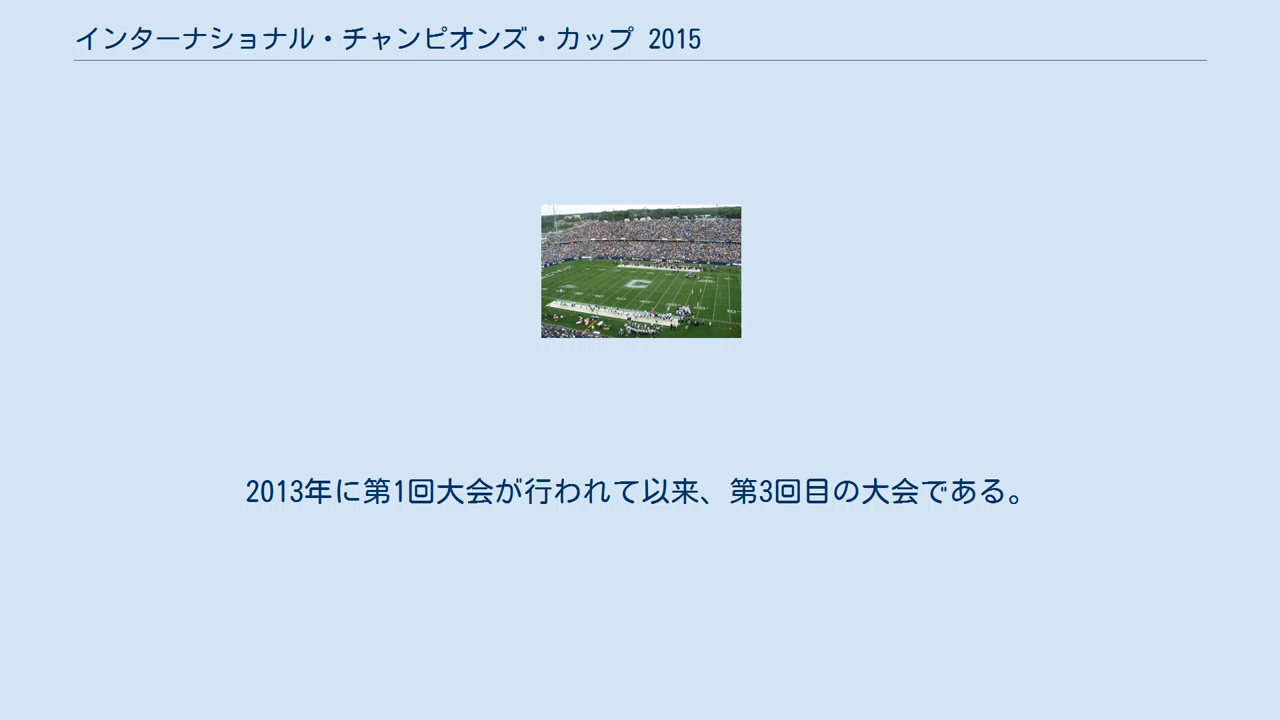 インターナショナル・チャンピオンズ・カップ 2015
2013年に第1回大会が行われて以来、第3回目の大会である。